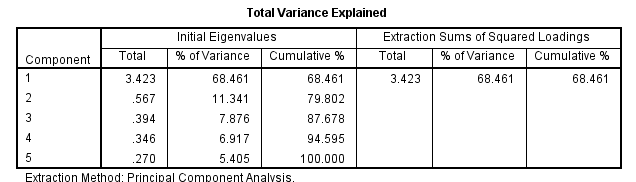 Total Variance Explained
Initial Eigenvalues Extraction Sums of Squared Loadings
Component Total % of Variance Cumulative % Total % of Variance Cumulative %
1 3.423 68.461 68.461 3.423 68.461 68.461
2 .567 11.341 79.802
3 .394 7.876 87.678
4 .346 6.917 94.595
5 .270 5.405 100.000
Extraction Method: Principal Component Analysis.